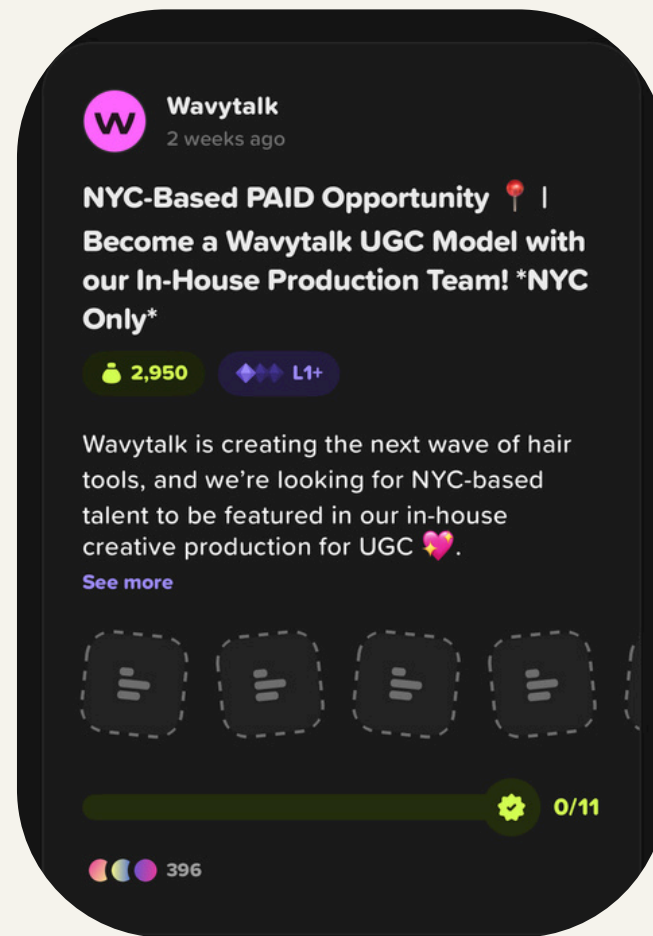 W
Wavytalk
2 weeks ago
NYC-Based PAID Opportunity 📍 |
Become a Wavytalk UGC Model with
our In-House Production Team! *NYC
Only*
2,950 L1+
Wavytalk is creating the next wave of hair
tools, and we’re looking for NYC-based
talent to be featured in our in-house
creative production for UGC 💖.
See more
0/11
396